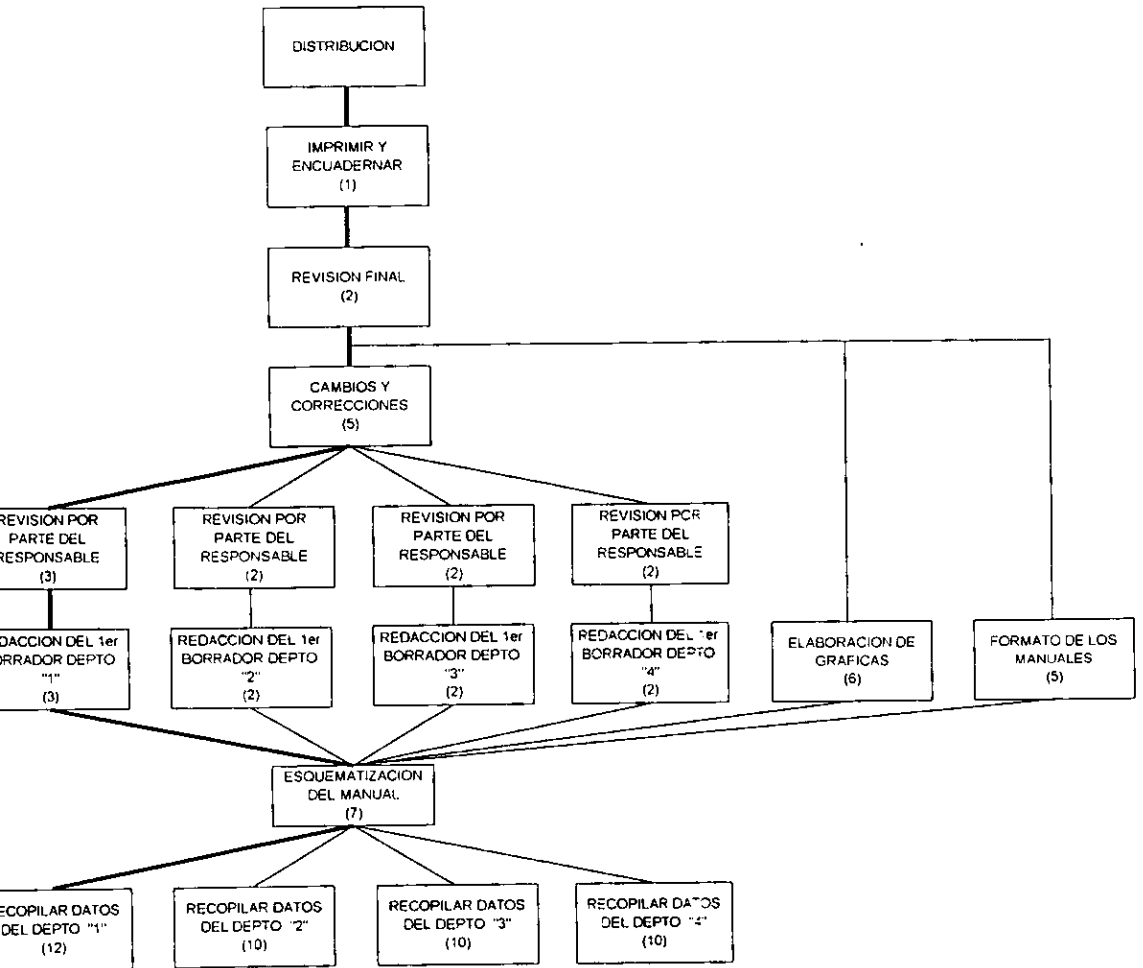 DISTRIBUCION
IMPRIMIR Y
ENCUADERNAR
(1)
REVISION FINAL
(2)
CAMBIOS Y
CORRECCIONES
(5)
REVISION POR
PARTE DEL
RESPONSABLE
(3)
REVISION POR
PARTE DEL
RESPONSABLE
(2)
REVISION POR
PARTE DEL
RESPONSABLE
(2)
REVISION POR
PARTE DEL
RESPONSABLE
(2)
EDACCION DEL 1er
ORRADOR DEPTO
"1"
(3)
REDACCION DEL 1er
BORRADOR DEPTO
"2"
(2)
REDACCION DEL 1er
BORRADOR DEPTO
"3"
(2)
REDACCION DEL 1er
BORRADOR DEPTO
"4"
(2)
ELABORACION DE
GRAFICAS
(6)
FORMATO DE LOS
MANUALES
(5)
ESQUEMATIZACION
DEL MANUAL
(7)
ECOPILAR DATOS
DEL DEPTO "1"
(12)
RECOPILAR DATOS
DEL DEPTO "2"
(10)
RECOPILAR DATOS
DEL DEPTO "3"
(10)
RECOPILAR DATOS
DEL DEPTO "4"
(10)